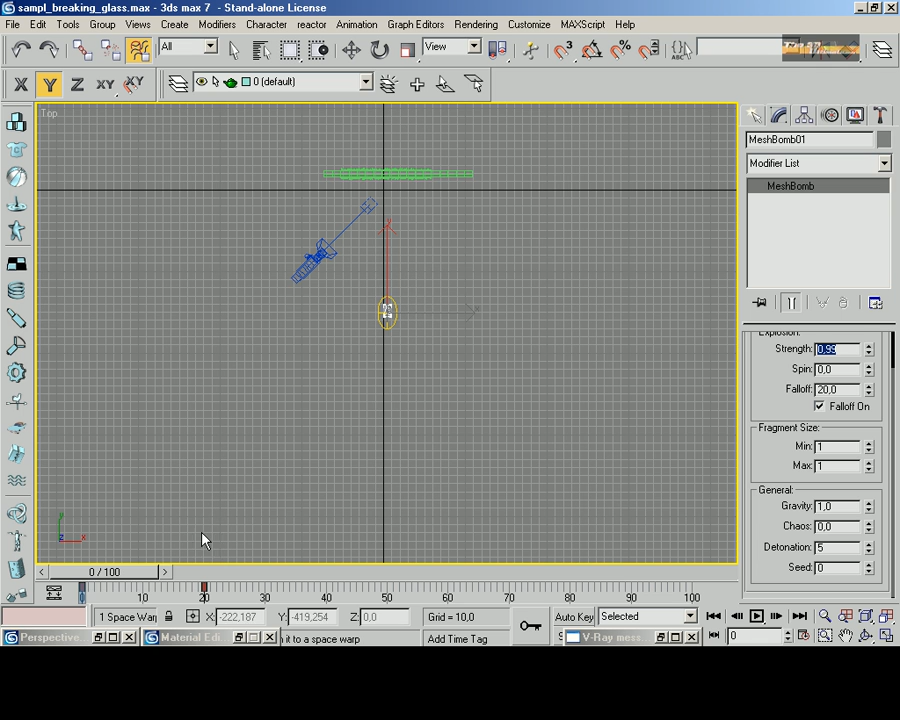 sampl_breaking_glass.max - 3ds max 7 - Stand-alone License
File Edit Tools Group Views Create Modifiers Character reactor Animation Graph Editors Rendering Customize MAXScript Help
All View
X Y Z XY XY 0 (default)
Top
y
x
y
z
x
MeshBomb01
Modifier List
MeshBomb
Explosion:
Strength: 0,99
Spin: 0,0
Falloff: 20,0
Falloff On
Fragment Size:
Min: 1
Max: 1
General:
Gravity: 1,0
Chaos: 0,0
Detonation: 5
Seed: 0
< 0 / 100 >
0 10 20 30 40 50 60 70 80 90 100
1 Space Warp X: -222,187 Y: -419,254 Z: 0,0 Grid = 10,0 Auto Key Selected
Perspective Material Edi... n it to a space warp Add Time Tag V-Ray mess... 0